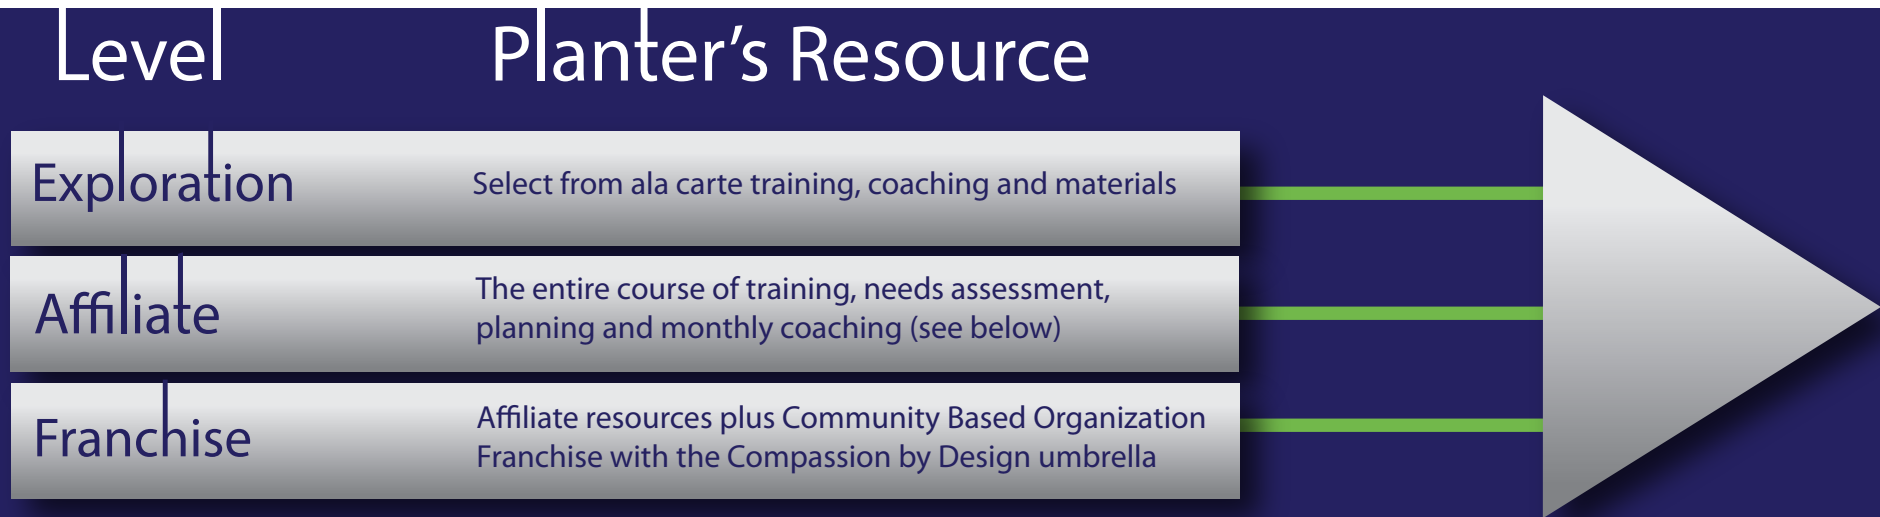 Level Planter's Resource
Exploration Select from ala carte training, coaching and materials
Affiliate The entire course of training, needs assessment,
planning and monthly coaching (see below)
Franchise Affiliate resources plus Community Based Organization
Franchise with the Compassion by Design umbrella